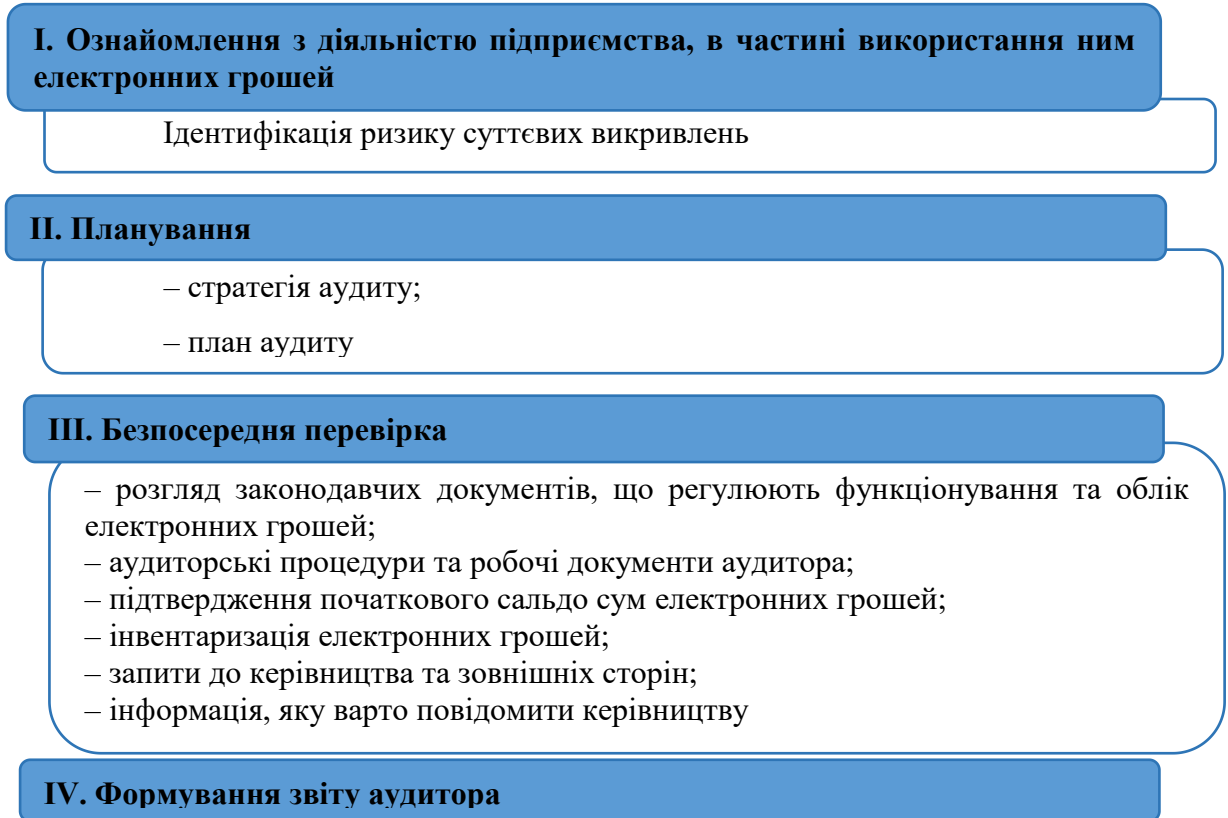 І. Ознайомлення з діяльністю підприємства, в частині використання ним
електронних грошей
Ідентифікація ризику суттєвих викривлень
ІІ. Планування
– стратегія аудиту;
– план аудиту
ІІІ. Безпосередня перевірка
– розгляд законодавчих документів, що регулюють функціонування та облік
електронних грошей;
– аудиторські процедури та робочі документи аудитора;
– підтвердження початкового сальдо сум електронних грошей;
– інвентаризація електронних грошей;
– запити до керівництва та зовнішніх сторін;
– інформація, яку варто повідомити керівництву
IV. Формування звіту аудитора